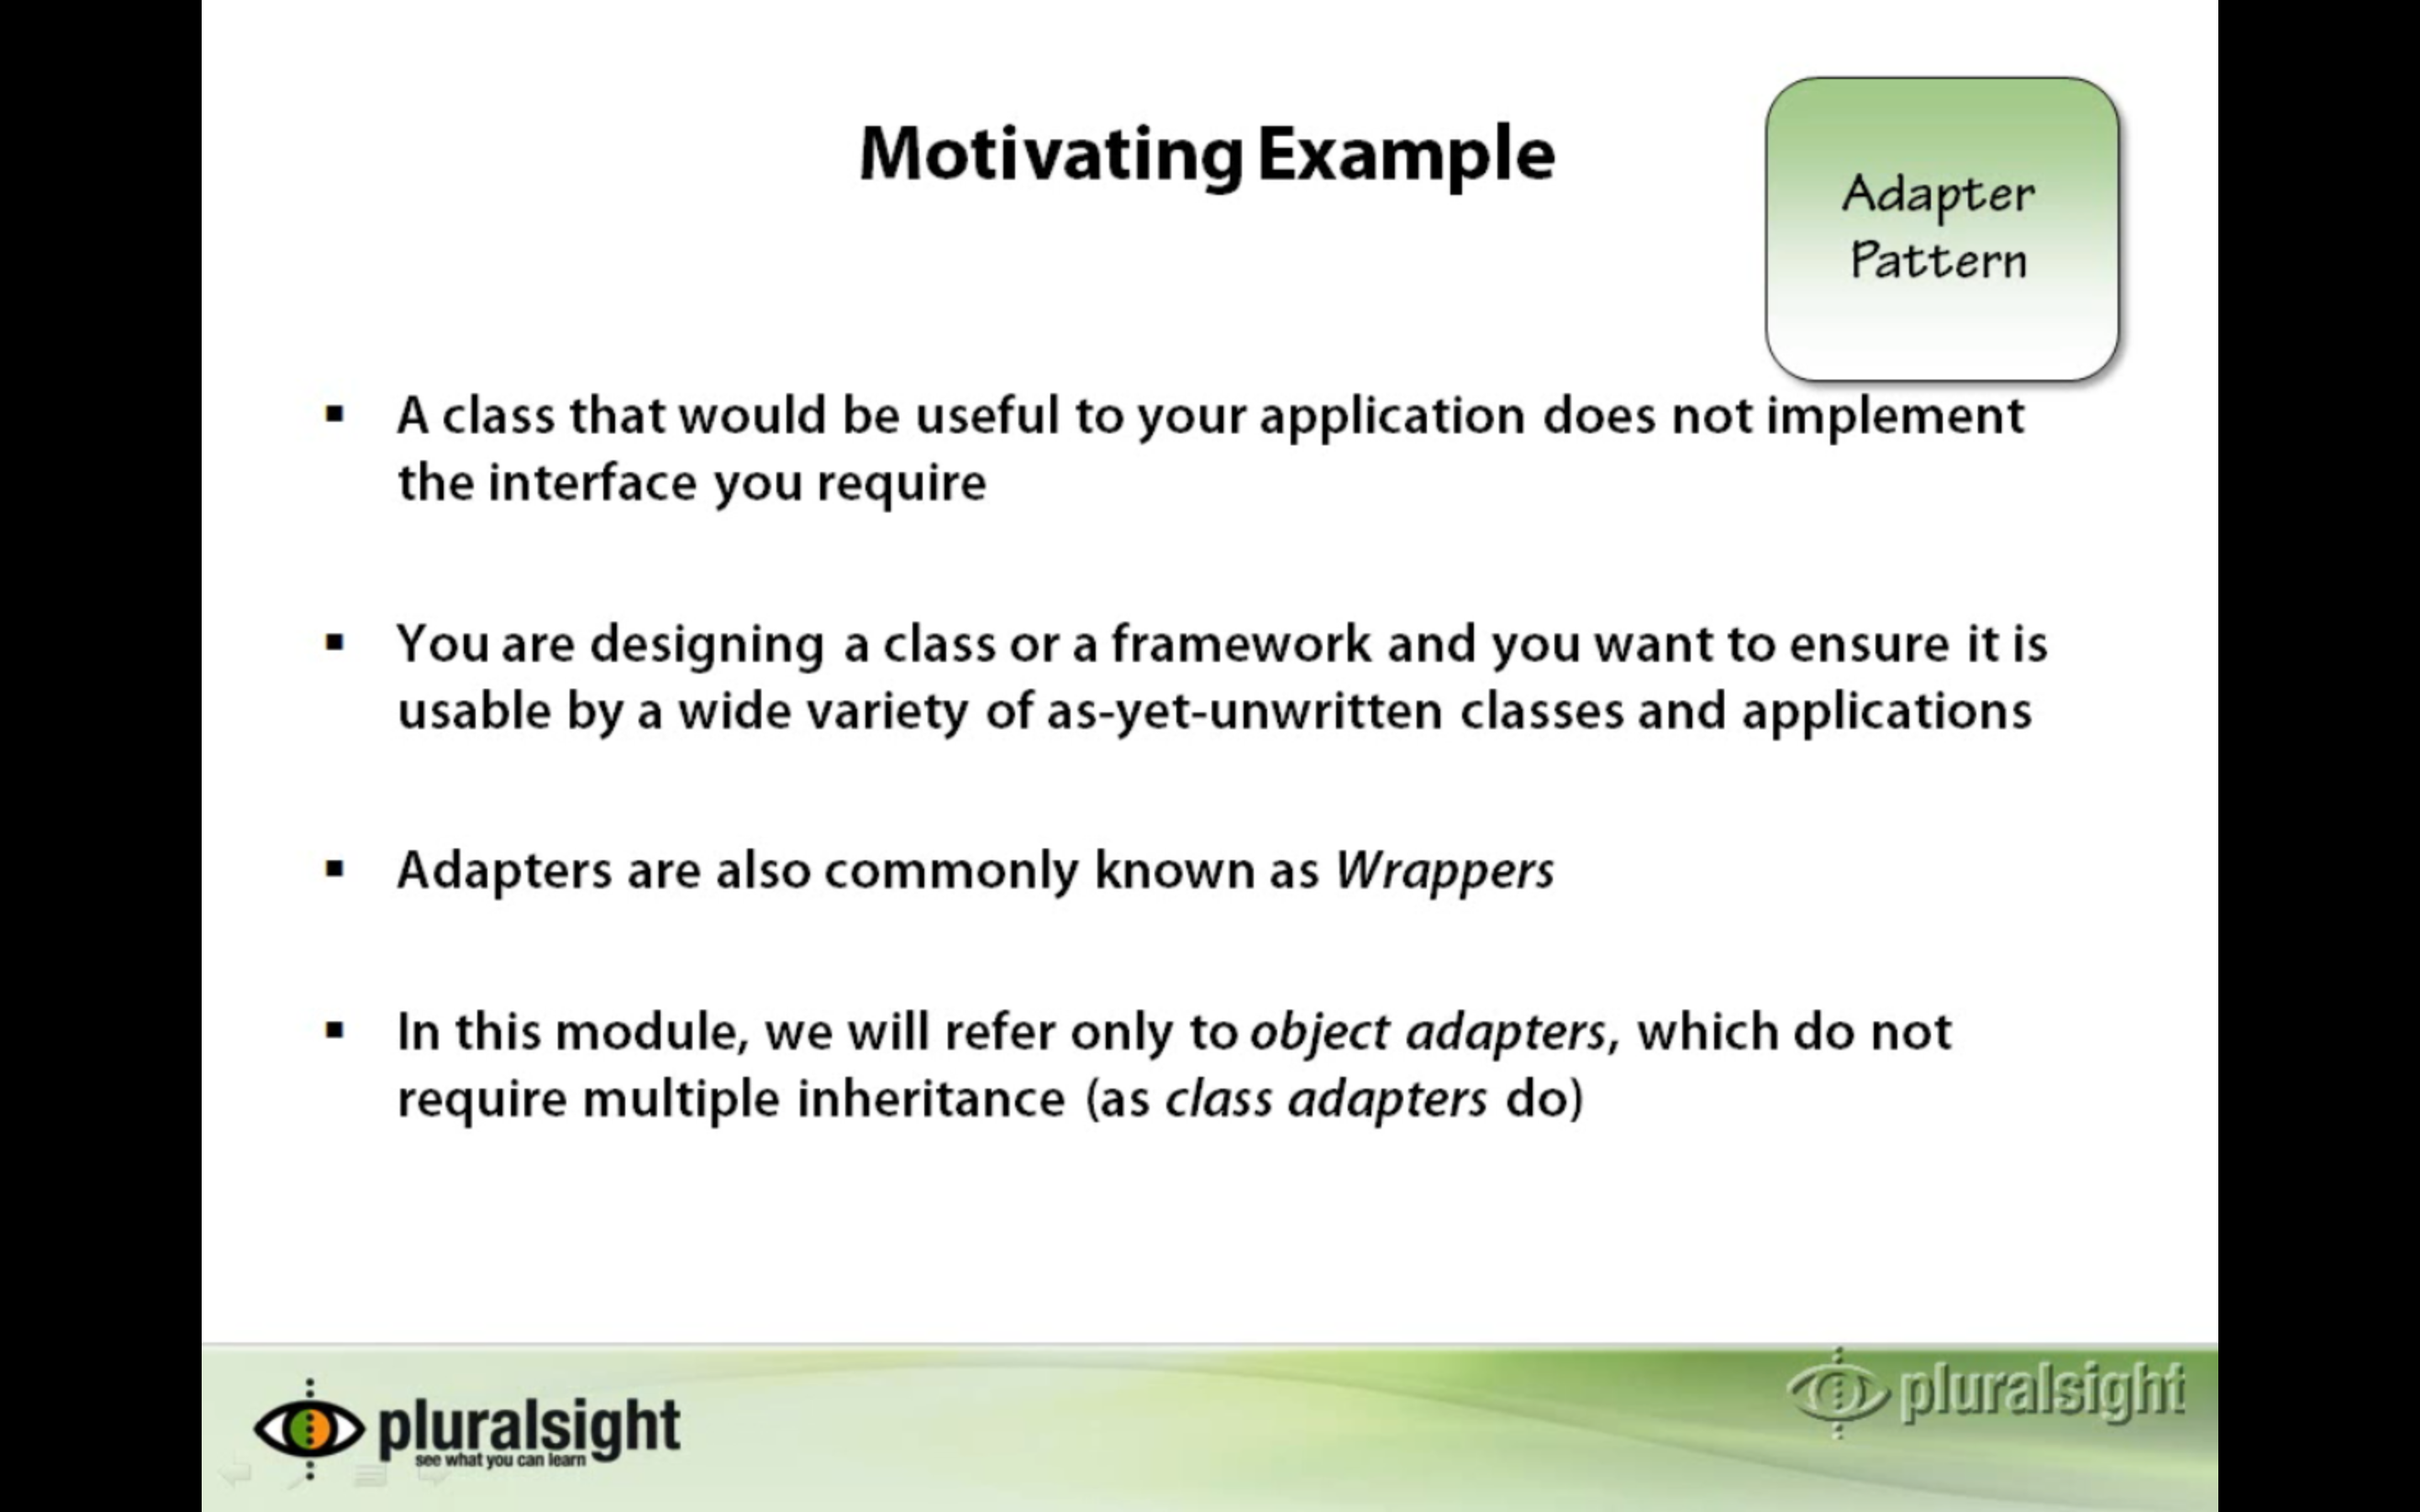 Motivating Example
Adapter
Pattern
▪ A class that would be useful to your application does not implement
the interface you require
▪ You are designing a class or a framework and you want to ensure it is
usable by a wide variety of as-yet-unwritten classes and applications
▪ Adapters are also commonly known as Wrappers
▪ In this module, we will refer only to object adapters, which do not
require multiple inheritance (as class adapters do)
pluralsight
see what you can learn
pluralsight